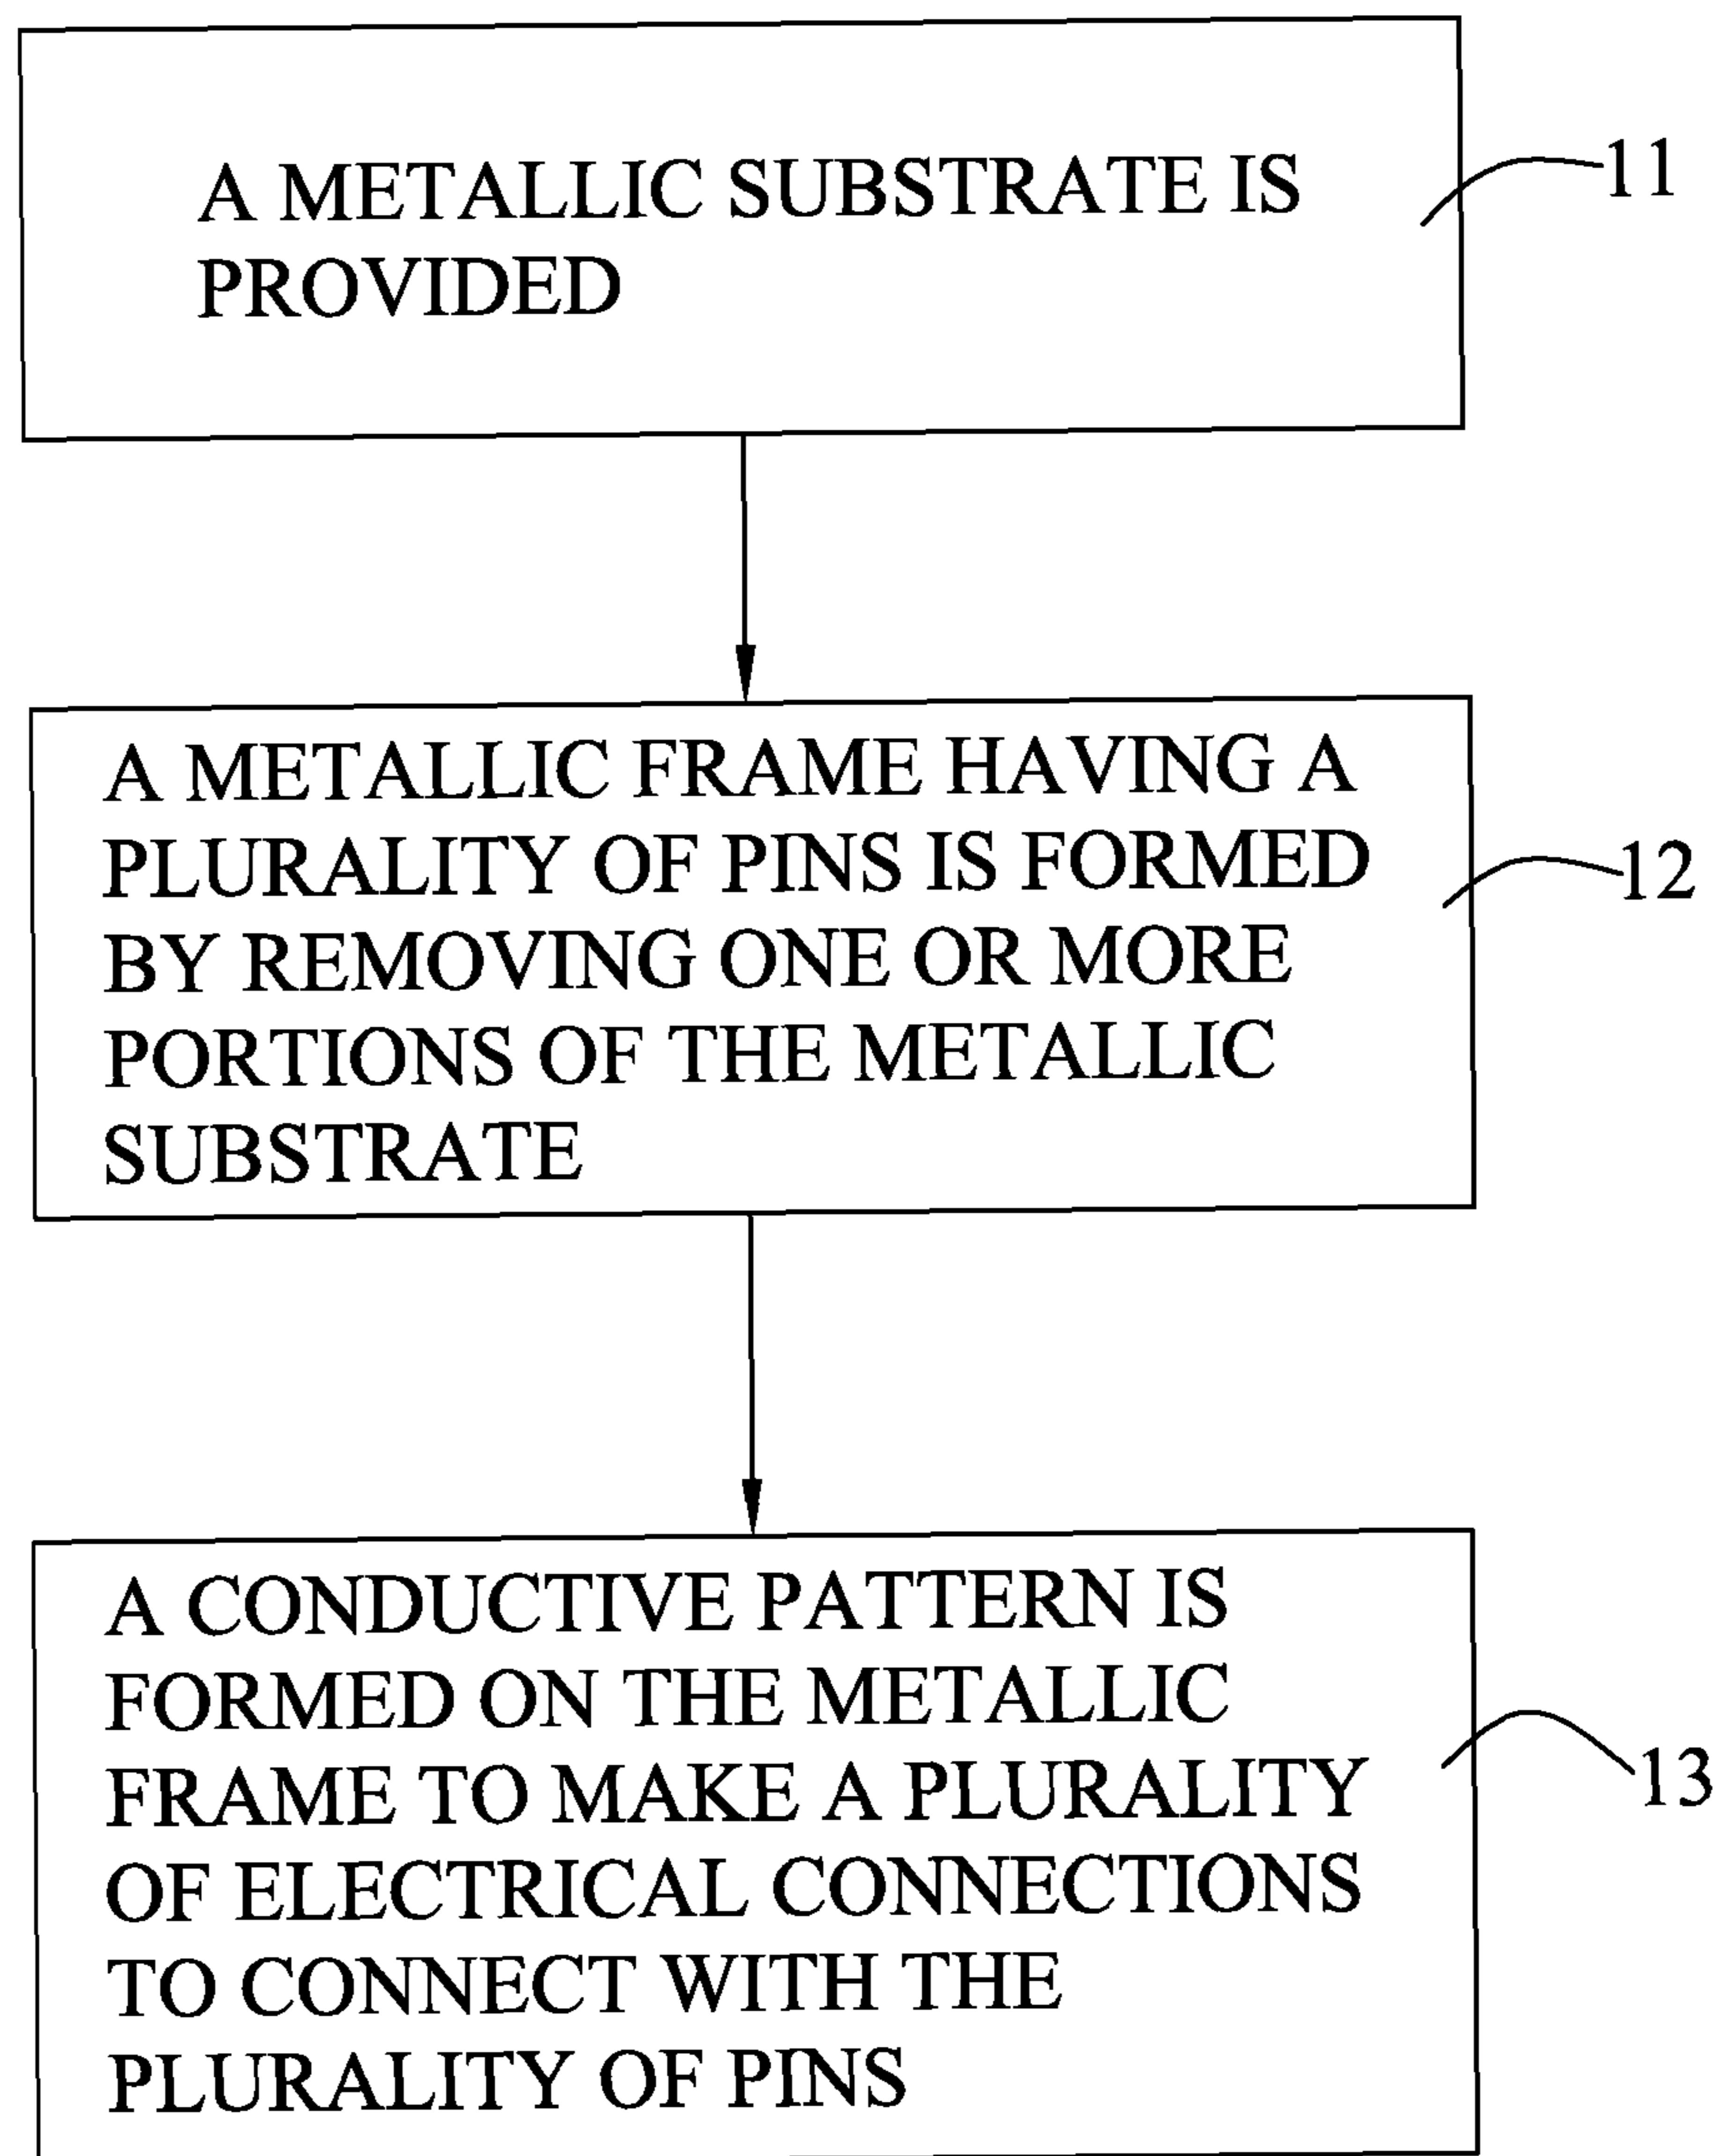 A METALLIC SUBSTRATE IS
PROVIDED
11
A METALLIC FRAME HAVING A
PLURALITY OF PINS IS FORMED
BY REMOVING ONE OR MORE
PORTIONS OF THE METALLIC
SUBSTRATE
12
A CONDUCTIVE PATTERN IS
FORMED ON THE METALLIC
FRAME TO MAKE A PLURALITY
OF ELECTRICAL CONNECTIONS
TO CONNECT WITH THE
PLURALITY OF PINS
13